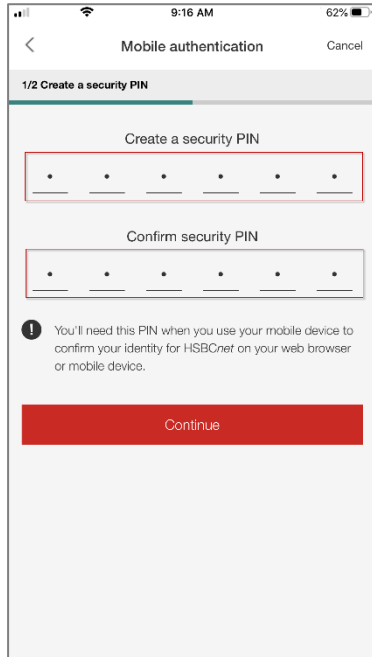 9:16 AM 62%
Mobile authentication Cancel
1/2 Create a security PIN
Create a security PIN
Confirm security PIN
You'll need this PIN when you use your mobile device to
confirm your identity for HSBCnet on your web browser
or mobile device.
Continue